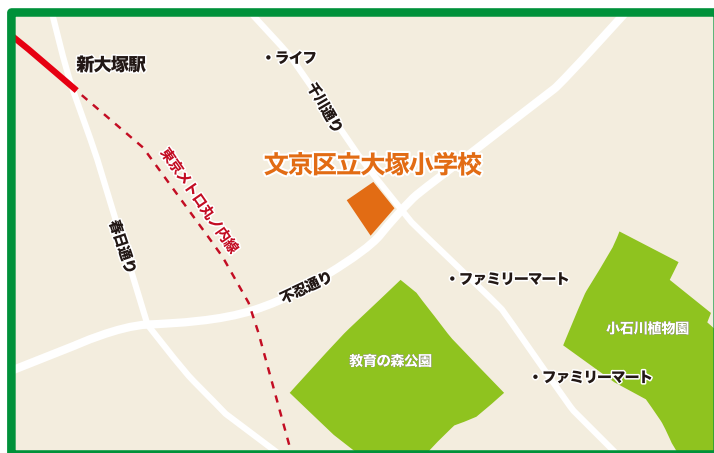 新大塚駅
・ライフ
千川通り
文京区立大塚小学校
東京メトロ丸ノ内線
春日通り
不忍通り
・ファミリーマート
小石川植物園
教育の森公園
・ファミリーマート